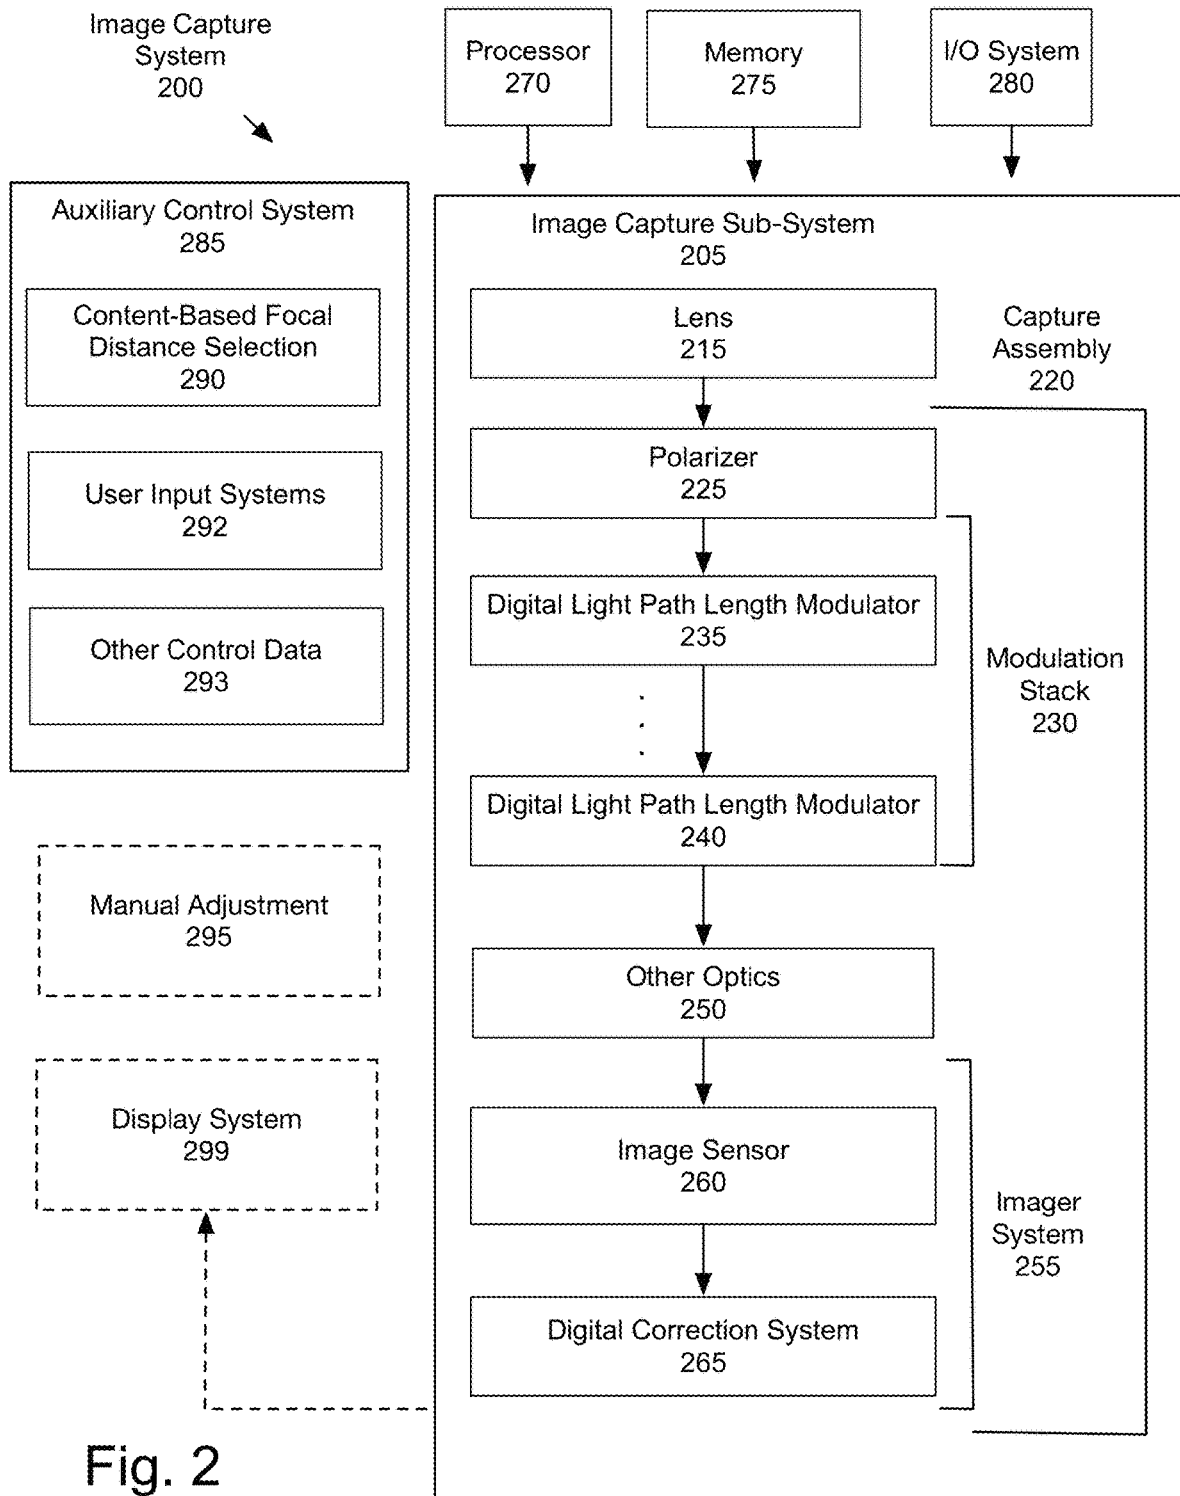 Image Capture
System
200
Processor
270
Memory
275
I/O System
280
Auxiliary Control System
285
Content-Based Focal
Distance Selection
290
User Input Systems
292
Other Control Data
293
Manual Adjustment
295
Display System
299
Image Capture Sub-System
205
Lens
215
Capture
Assembly
220
Polarizer
225
Digital Light Path Length Modulator
235
.
.
.
Modulation
Stack
230
Digital Light Path Length Modulator
240
Other Optics
250
Image Sensor
260
Imager
System
255
Digital Correction System
265
Fig. 2